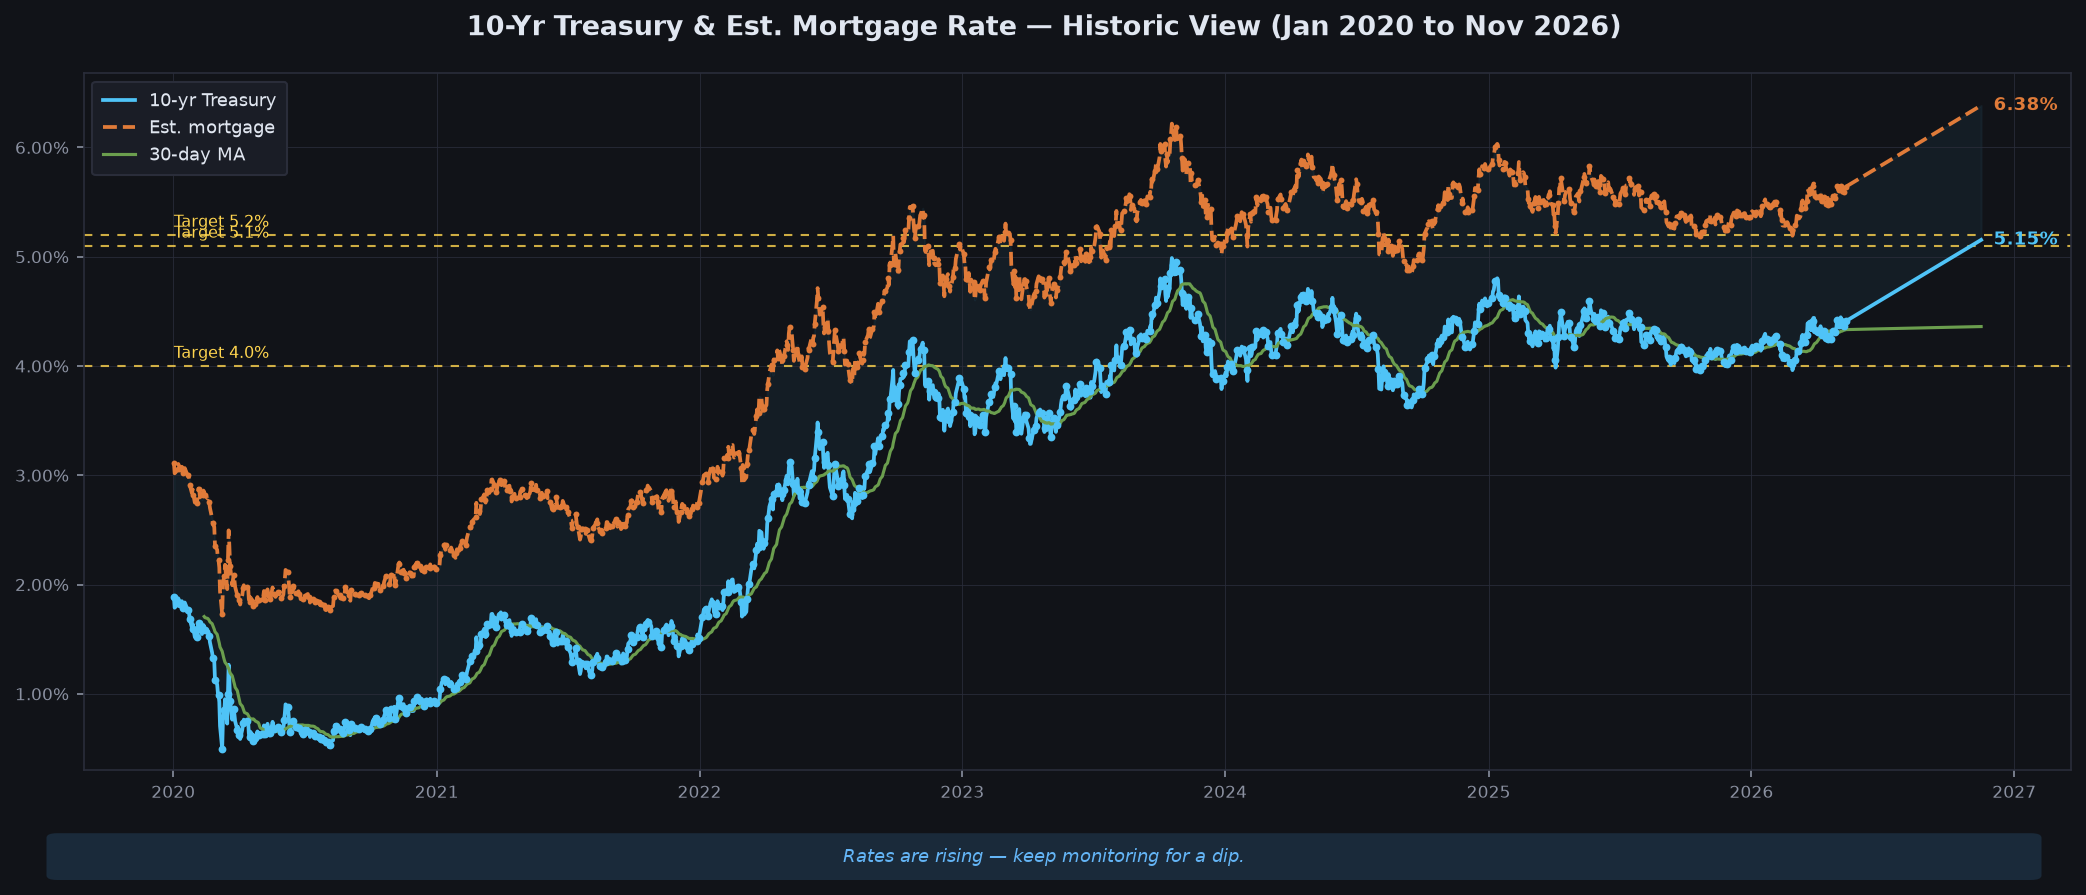 10-Yr Treasury & Est. Mortgage Rate — Historic View (Jan 2020 to Nov 2026)
10-yr Treasury
Est. mortgage
30-day MA
6.38%
6.00%
Target 5.2%
Target 5.1%
5.15%
5.00%
Target 4.0%
4.00%
3.00%
2.00%
1.00%
2020 2021 2022 2023 2024 2025 2026 2027
Rates are rising — keep monitoring for a dip.